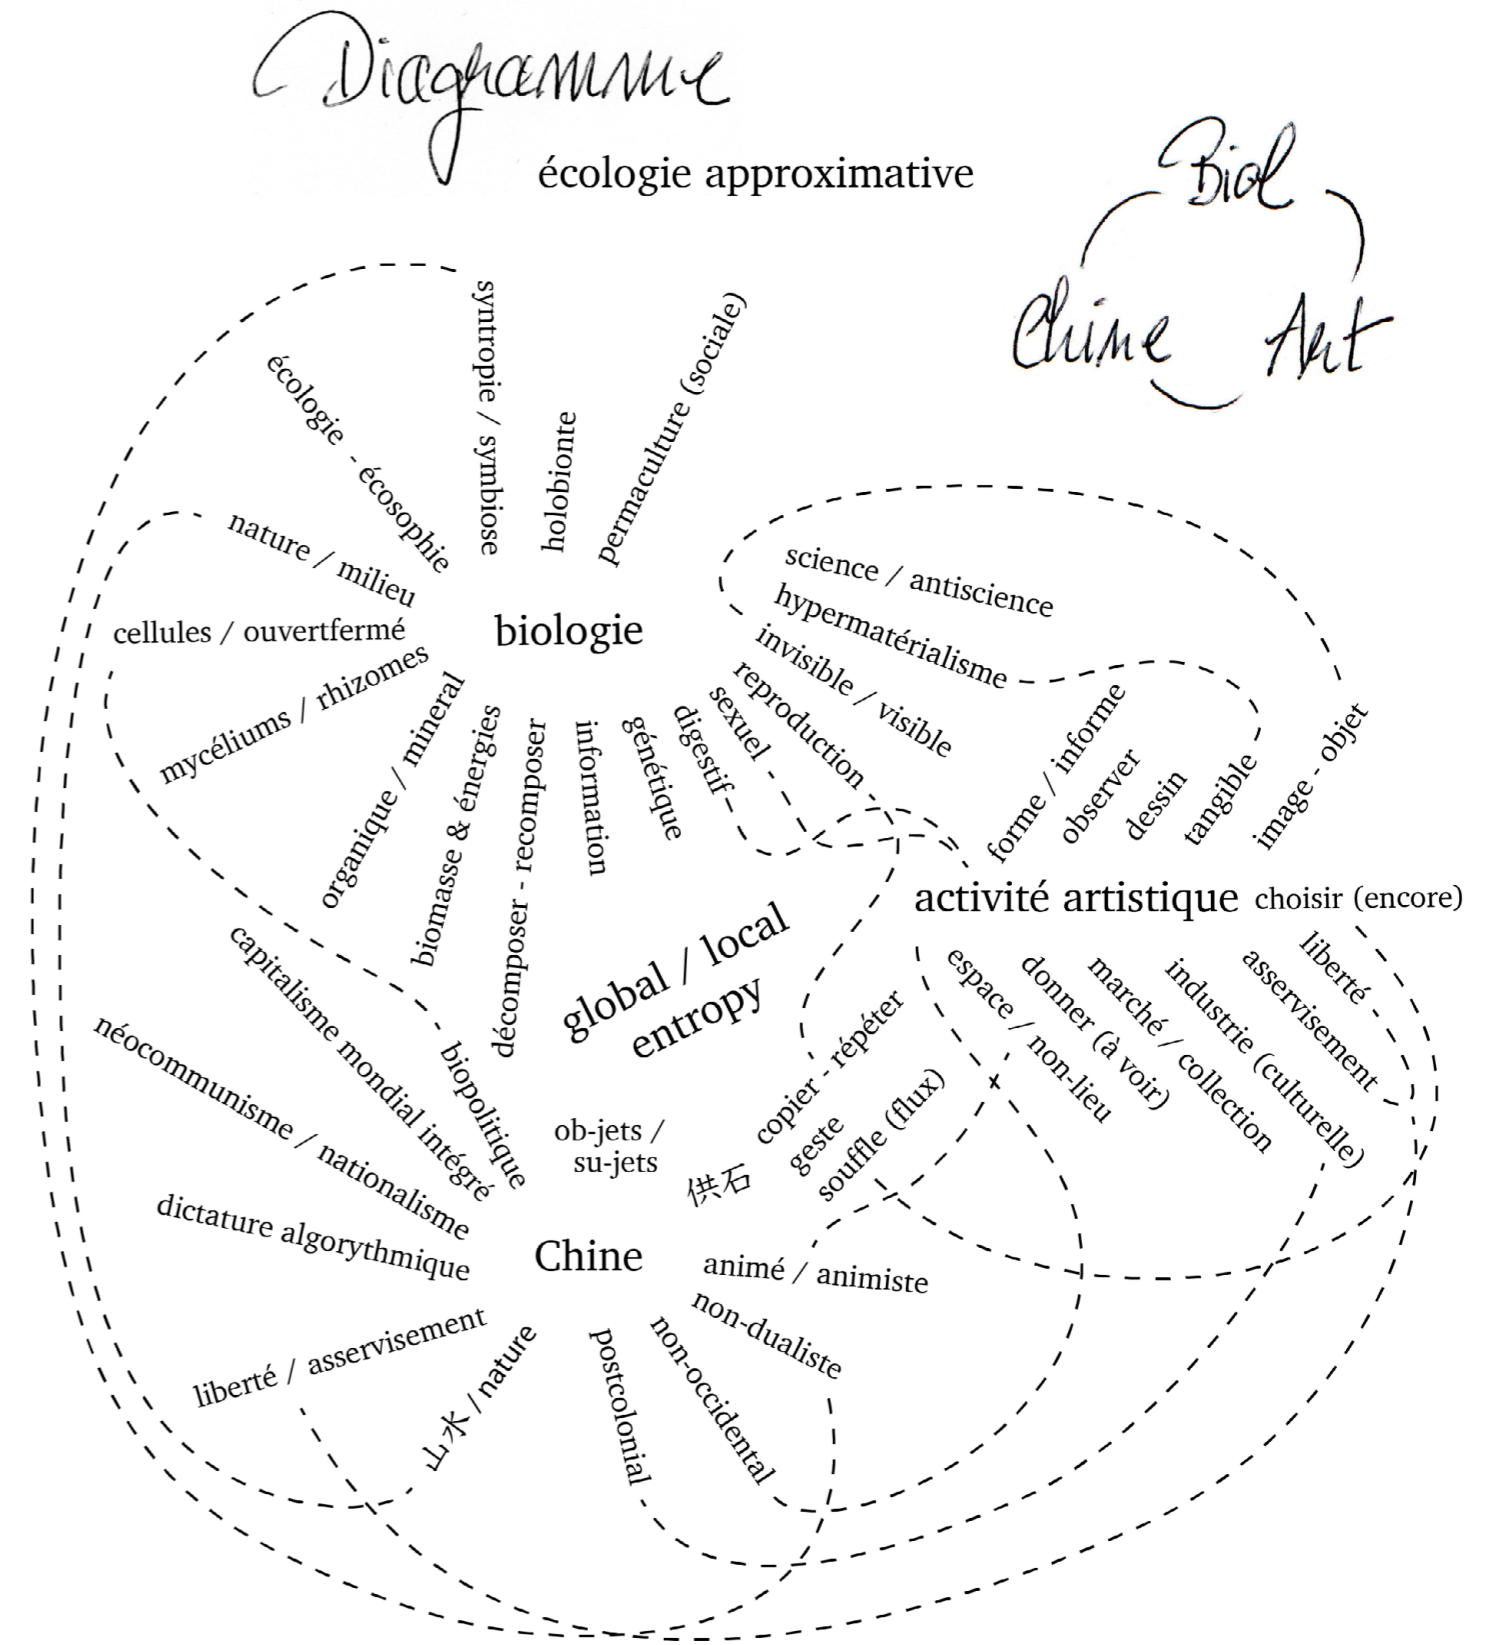 Diagramme
écologie approximative
Biol
Chine
Art
syntropie / symbiose
écologie - écosophie
holobionte
permaculture (sociale)
nature / milieu
cellules / ouvertfermé
mycéliums / rhizomes
biologie
science / antiscience
hypermatérialisme
invisible / visible
reproduction
sexuel
digestif
génétique
information
décomposer - recomposer
biomasse & énergies
organique / mineral
forme / informe
observer
dessin
tangible
image - objet
activité artistique
choisir (encore)
liberté
asservisement
industrie (culturelle)
marché / collection
donner (à voir)
espace / non-lieu
global / local
entropy
capitalisme mondial intégré
néocommunisme / nationalisme
biopolitique
dictature algorythmique
ob-jets /
su-jets
供石
copier - répéter
geste
souffle (flux)
Chine
animé / animiste
non-dualiste
non-occidental
postcolonial
山水 / nature
liberté / asservisement